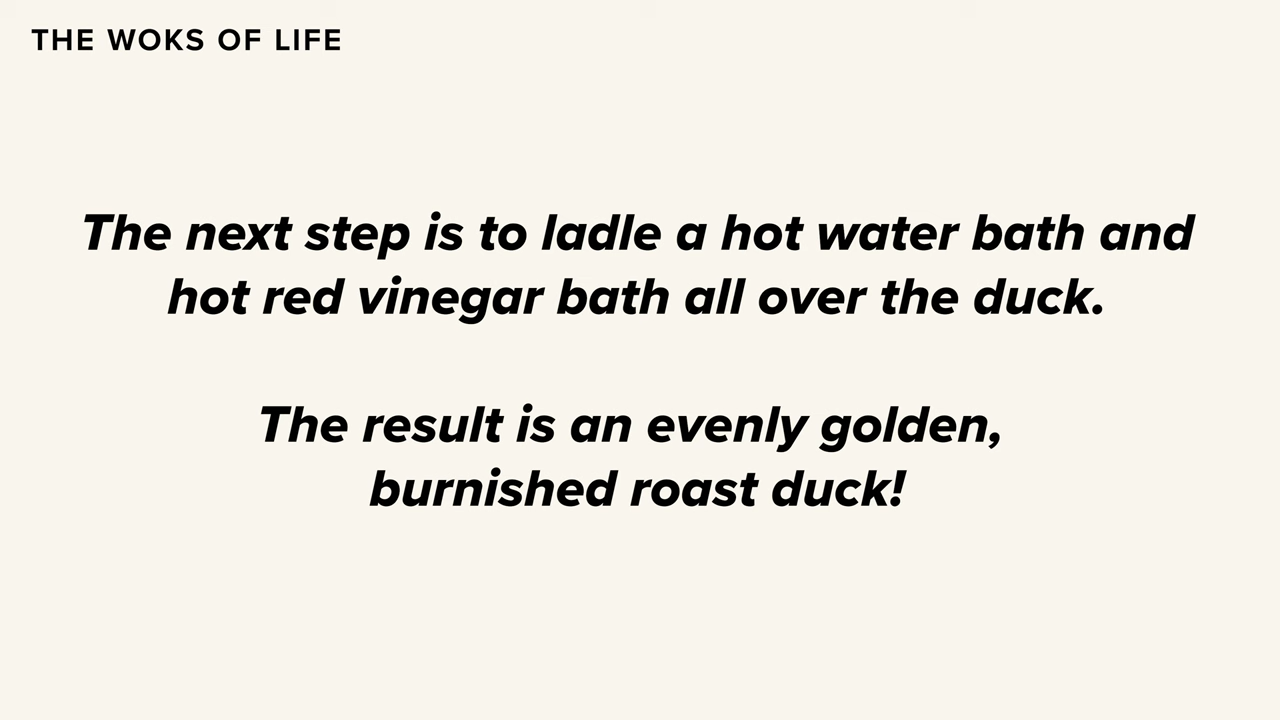 THE WOKS OF LIFE
The next step is to ladle a hot water bath and
hot red vinegar bath all over the duck.
The result is an evenly golden,
burnished roast duck!